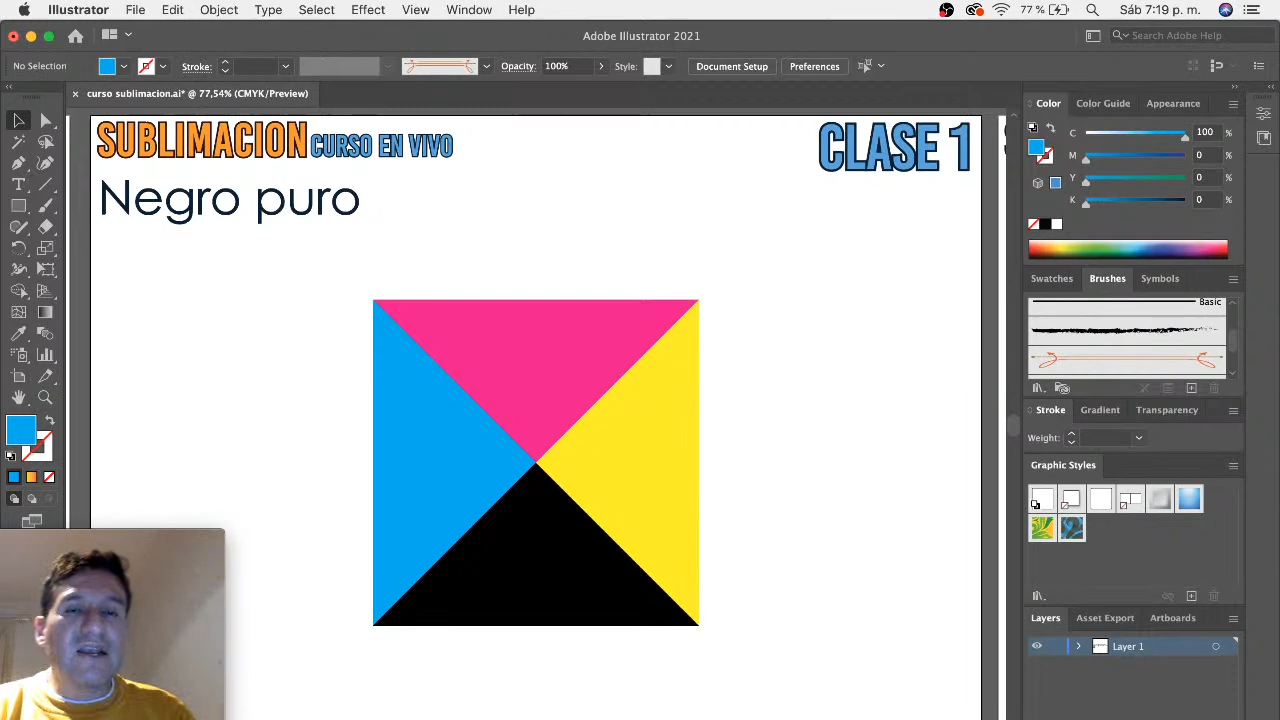 Illustrator File Edit Object Type Select Effect View Window Help 77 % Sáb 7:19 p. m.
Adobe Illustrator 2021
Search Adobe Help
No Selection Stroke: Opacity: 100% Style: Document Setup Preferences
× curso sublimacion.ai* @ 77,54% (CMYK/Preview)
SUBLIMACION CURSO EN VIVO
CLASE 1
Negro puro
Color Color Guide Appearance
C 100 %
M 0 %
Y 0 %
K 0 %
Swatches Brushes Symbols
Basic
Stroke Gradient Transparency
Weight:
Graphic Styles
Layers Asset Export Artboards
Layer 1